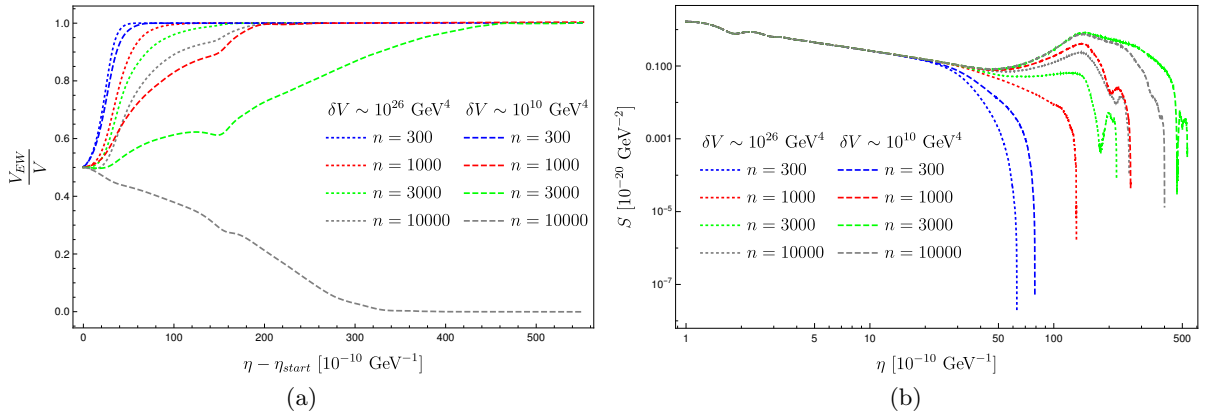 1.0
0.8
0.6
0.4
0.2
0.0
V_EW
V
δV ∼ 10^26 GeV^4 δV ∼ 10^10 GeV^4
n = 300 n = 300
n = 1000 n = 1000
n = 3000 n = 3000
n = 10000 n = 10000
0 100 200 300 400 500
η − η_start [10^−10 GeV^−1]
(a)
0.100
0.001
10^−5
10^−7
S [10^−20 GeV^−2]
δV ∼ 10^26 GeV^4 δV ∼ 10^10 GeV^4
n = 300 n = 300
n = 1000 n = 1000
n = 3000 n = 3000
n = 10000 n = 10000
1 5 10 50 100 500
η [10^−10 GeV^−1]
(b)